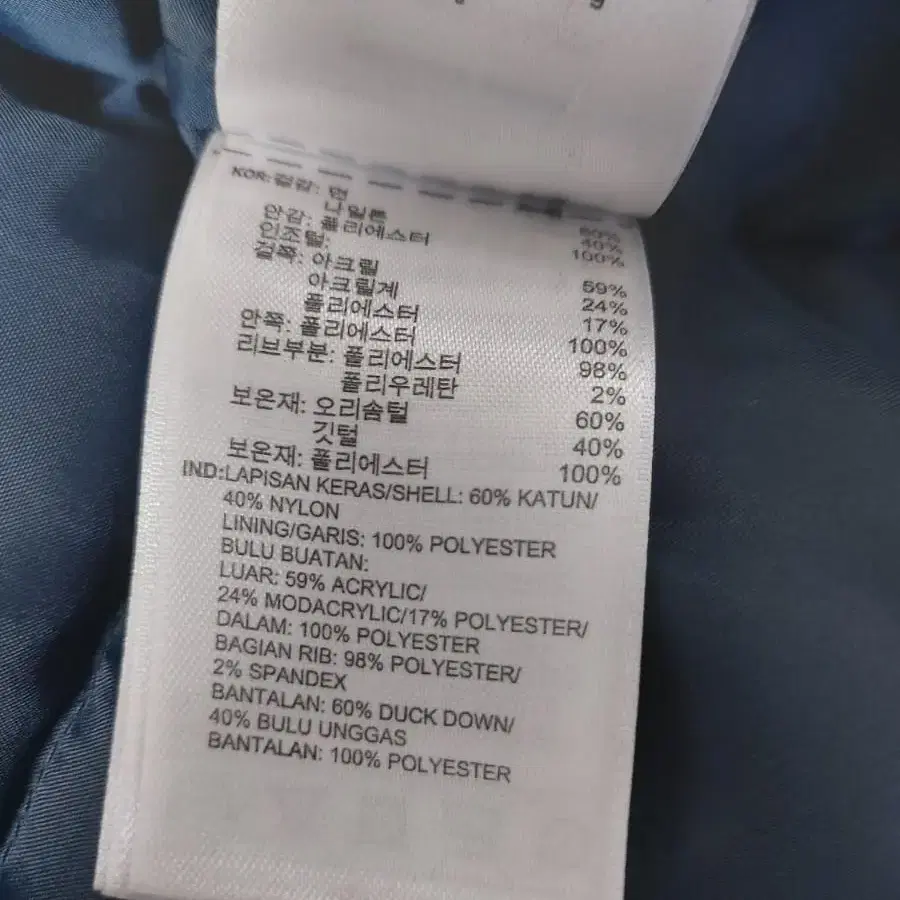 KOR:겉감: 면 60%
나일론 40%
안감: 폴리에스터 100%
인조털:
겉쪽: 아크릴 59%
아크릴계 24%
폴리에스터 17%
안쪽: 폴리에스터 100%
리브부분: 폴리에스터 98%
폴리우레탄 2%
보온재: 오리솜털 60%
깃털 40%
보온재: 폴리에스터 100%
IND:LAPISAN KERAS/SHELL: 60% KATUN/
40% NYLON
LINING/GARIS: 100% POLYESTER
BULU BUATAN:
LUAR: 59% ACRYLIC/
24% MODACRYLIC/17% POLYESTER/
DALAM: 100% POLYESTER
BAGIAN RIB: 98% POLYESTER/
2% SPANDEX
BANTALAN: 60% DUCK DOWN/
40% BULU UNGGAS
BANTALAN: 100% POLYESTER